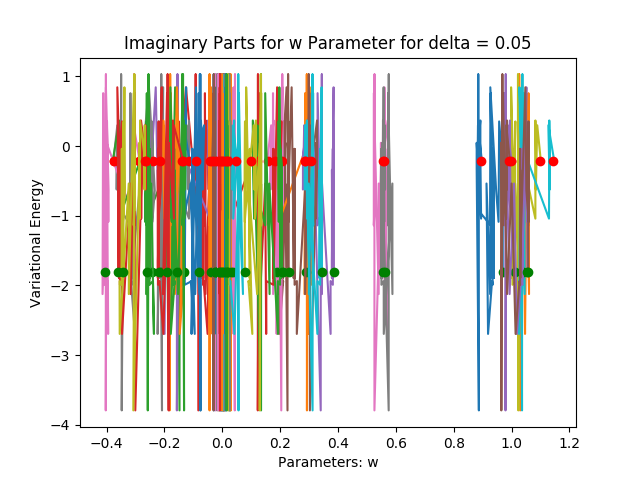 Imaginary Parts for w Parameter for delta = 0.05
1
0
−1
−2
−3
−4
Variational Energy
−0.4 −0.2 0.0 0.2 0.4 0.6 0.8 1.0 1.2
Parameters: w